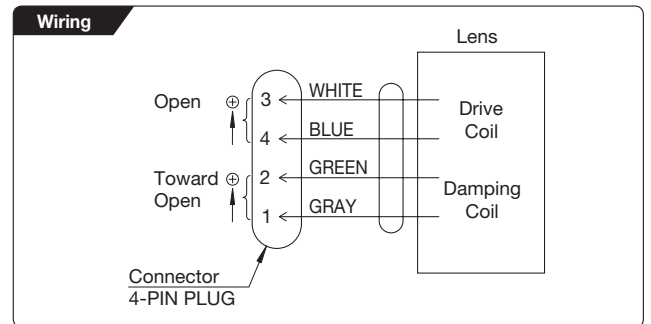 Wiring
Lens
Open ⊕ 3 WHITE
4 BLUE
Drive
Coil
Toward ⊕ 2 GREEN
Open
1 GRAY
Damping
Coil
Connector
4-PIN PLUG